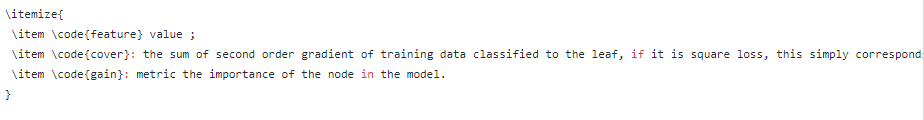 \itemize{
\item \code{feature} value ;
\item \code{cover}: the sum of second order gradient of training data classified to the leaf, if it is square loss, this simply correspond
\item \code{gain}: metric the importance of the node in the model.
}